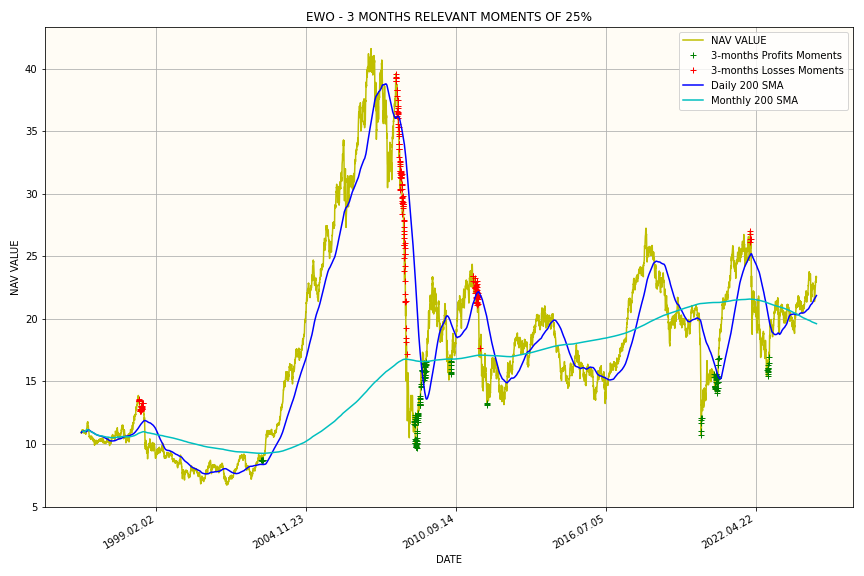 EWO - 3 MONTHS RELEVANT MOMENTS OF 25%
NAV VALUE
3-months Profits Moments
3-months Losses Moments
Daily 200 SMA
Monthly 200 SMA
40
35
30
25
20
15
10
5
NAV VALUE
1999.02.02
2004.11.23
2010.09.14
2016.07.05
2022.04.22
DATE